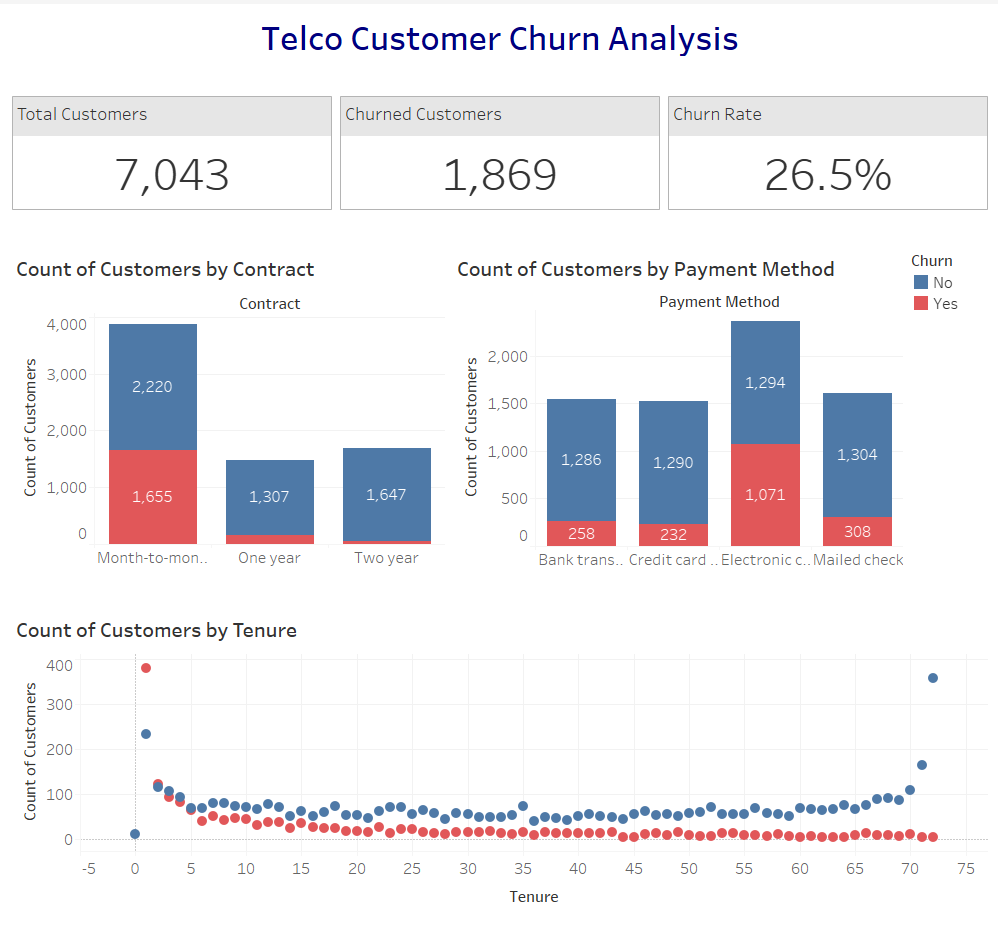 Telco Customer Churn Analysis
Total Customers
7,043
Churned Customers
1,869
Churn Rate
26.5%
Count of Customers by Contract
Contract
Count of Customers
4,000
3,000
2,000
1,000
0
2,220
1,655
1,307
1,647
Month-to-mon..
One year
Two year
Count of Customers by Payment Method
Payment Method
Count of Customers
2,000
1,500
1,000
500
0
1,286
258
1,290
232
1,294
1,071
1,304
308
Bank trans..
Credit card ..
Electronic c..
Mailed check
Churn
No
Yes
Count of Customers by Tenure
Count of Customers
400
300
200
100
0
-5 0 5 10 15 20 25 30 35 40 45 50 55 60 65 70 75
Tenure